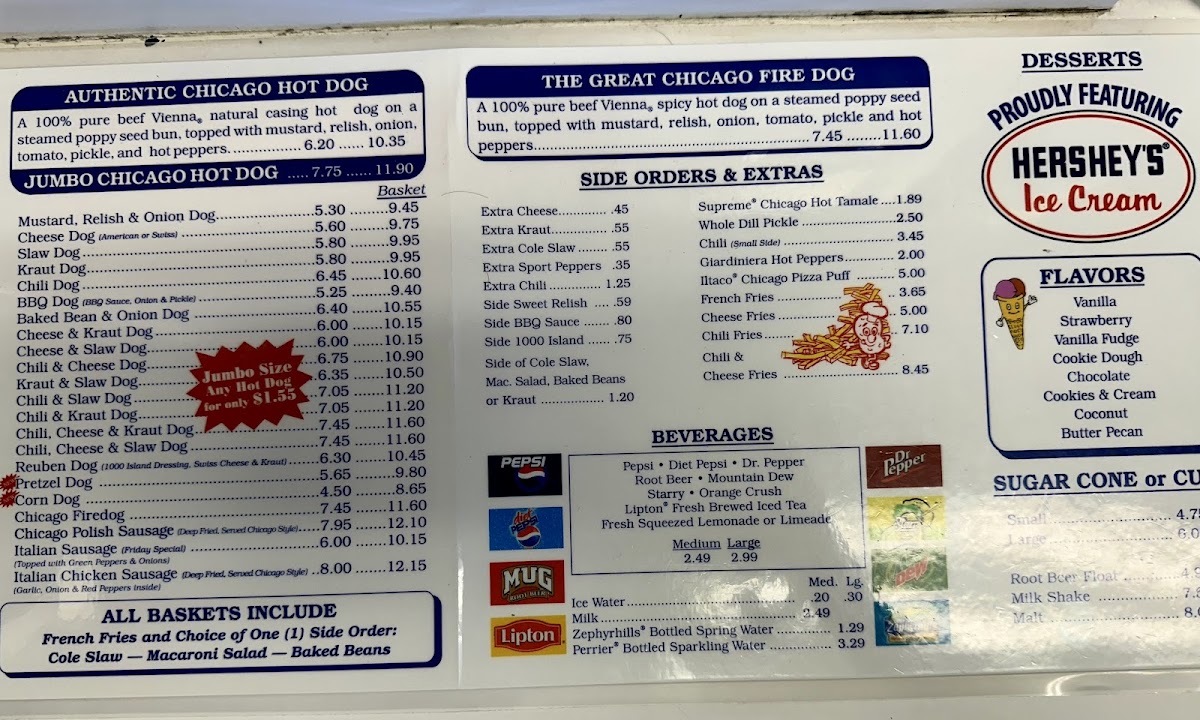 AUTHENTIC CHICAGO HOT DOG
A 100% pure beef Vienna® natural casing hot dog on a
steamed poppy seed bun, topped with mustard, relish, onion,
tomato, pickle, and hot peppers............... 6.20 ...... 10.35
JUMBO CHICAGO HOT DOG ..... 7.75 ...... 11.90
Basket
Mustard, Relish & Onion Dog.....................5.30 .........9.45
Cheese Dog (American or Swiss) ............................5.60 .........9.75
Slaw Dog ....................................................5.80 .........9.95
Kraut Dog...................................................5.80 .........9.95
Chili Dog ....................................................6.45 .......10.60
BBQ Dog (BBQ Sauce, Onion & Pickle) ........................5.25 .........9.40
Baked Bean & Onion Dog .........................6.40 .......10.55
Cheese & Kraut Dog..................................6.00 .......10.15
Cheese & Slaw Dog...................................6.00 .......10.15
Chili & Cheese Dog...................................6.75 .......10.90
Kraut & Slaw Dog.....................................6.35 .......10.50
Chili & Slaw Dog......................................7.05 .......11.20
Chili & Kraut Dog.....................................7.05 .......11.20
Chili, Cheese & Kraut Dog........................7.45 .......11.60
Chili, Cheese & Slaw Dog .........................7.45 .......11.60
Reuben Dog (1000 Island Dressing, Swiss Cheese & Kraut).......6.30 .......10.45
Pretzel Dog ................................................5.65 .........9.80
Corn Dog ...................................................4.50 .........8.65
Chicago Firedog ........................................7.45 .......11.60
Chicago Polish Sausage (Deep Fried, Served Chicago Style)....7.95 .......12.10
Italian Sausage (Friday Special) ...........................6.00 .......10.15
(Topped with Green Peppers & Onions)
Italian Chicken Sausage (Deep Fried, Served Chicago Style) ..8.00 .......12.15
(Garlic, Onion & Red Peppers inside)
Jumbo Size
Any Hot Dog
for only $1.55
ALL BASKETS INCLUDE
French Fries and Choice of One (1) Side Order:
Cole Slaw — Macaroni Salad — Baked Beans
THE GREAT CHICAGO FIRE DOG
A 100% pure beef Vienna® spicy hot dog on a steamed poppy seed
bun, topped with mustard, relish, onion, tomato, pickle and hot
peppers..................................................... 7.45 ........11.60
SIDE ORDERS & EXTRAS
Extra Cheese............ .45
Extra Kraut.............. .55
Extra Cole Slaw ....... .55
Extra Sport Peppers .35
Extra Chili .............. 1.25
Side Sweet Relish ..... .59
Side BBQ Sauce ....... .80
Side 1000 Island ...... .75
Side of Cole Slaw,
Mac. Salad, Baked Beans
or Kraut ................. 1.20
Supreme® Chicago Hot Tamale ....1.89
Whole Dill Pickle ........................2.50
Chili (Small Side) ...........................3.45
Giardiniera Hot Peppers............. 2.00
Iltaco® Chicago Pizza Puff ......... 5.00
French Fries ............................. 3.65
Cheese Fries ............................. 5.00
Chili Fries................................. 7.10
Chili &
Cheese Fries ............................. 8.45
BEVERAGES
PEPSI
diet PEPSI
MUG
ROOT BEER
Lipton
Pepsi • Diet Pepsi • Dr. Pepper
Root Beer • Mountain Dew
Starry • Orange Crush
Lipton® Fresh Brewed Iced Tea
Fresh Squeezed Lemonade or Limeade
Medium Large
2.49 2.99
Dr Pepper
DEW
Med. Lg.
Ice Water............................. .20 .30
Milk.................................... 2.49
Zephyrhills® Bottled Spring Water ............. 1.29
Perrier® Bottled Sparkling Water ............... 3.29
DESSERTS
PROUDLY FEATURING
HERSHEY'S®
Ice Cream
FLAVORS
Vanilla
Strawberry
Vanilla Fudge
Cookie Dough
Chocolate
Cookies & Cream
Coconut
Butter Pecan
SUGAR CONE or CU
Small ................................ 4.75
Large ................................ 6.0
Root Beer Float ................ 4.9
Milk Shake ....................... 7.
Malt .................................. 8.